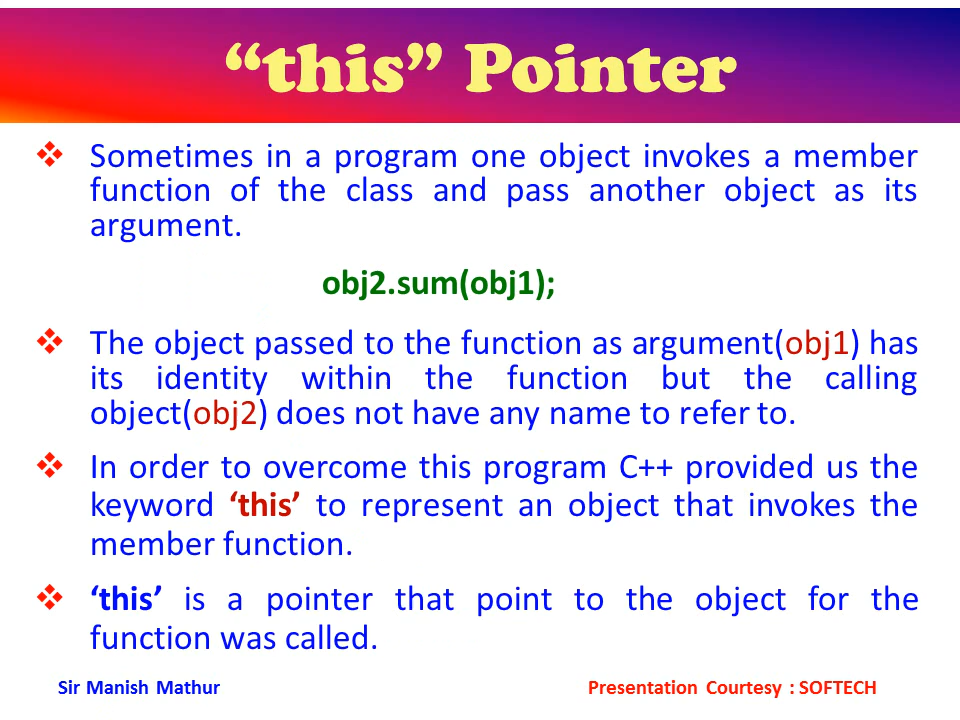 “this” Pointer
❖ Sometimes in a program one object invokes a member
function of the class and pass another object as its
argument.
obj2.sum(obj1);
❖ The object passed to the function as argument(obj1) has
its identity within the function but the calling
object(obj2) does not have any name to refer to.
❖ In order to overcome this program C++ provided us the
keyword ‘this’ to represent an object that invokes the
member function.
❖ ‘this’ is a pointer that point to the object for the
function was called.
Sir Manish Mathur
Presentation Courtesy : SOFTECH